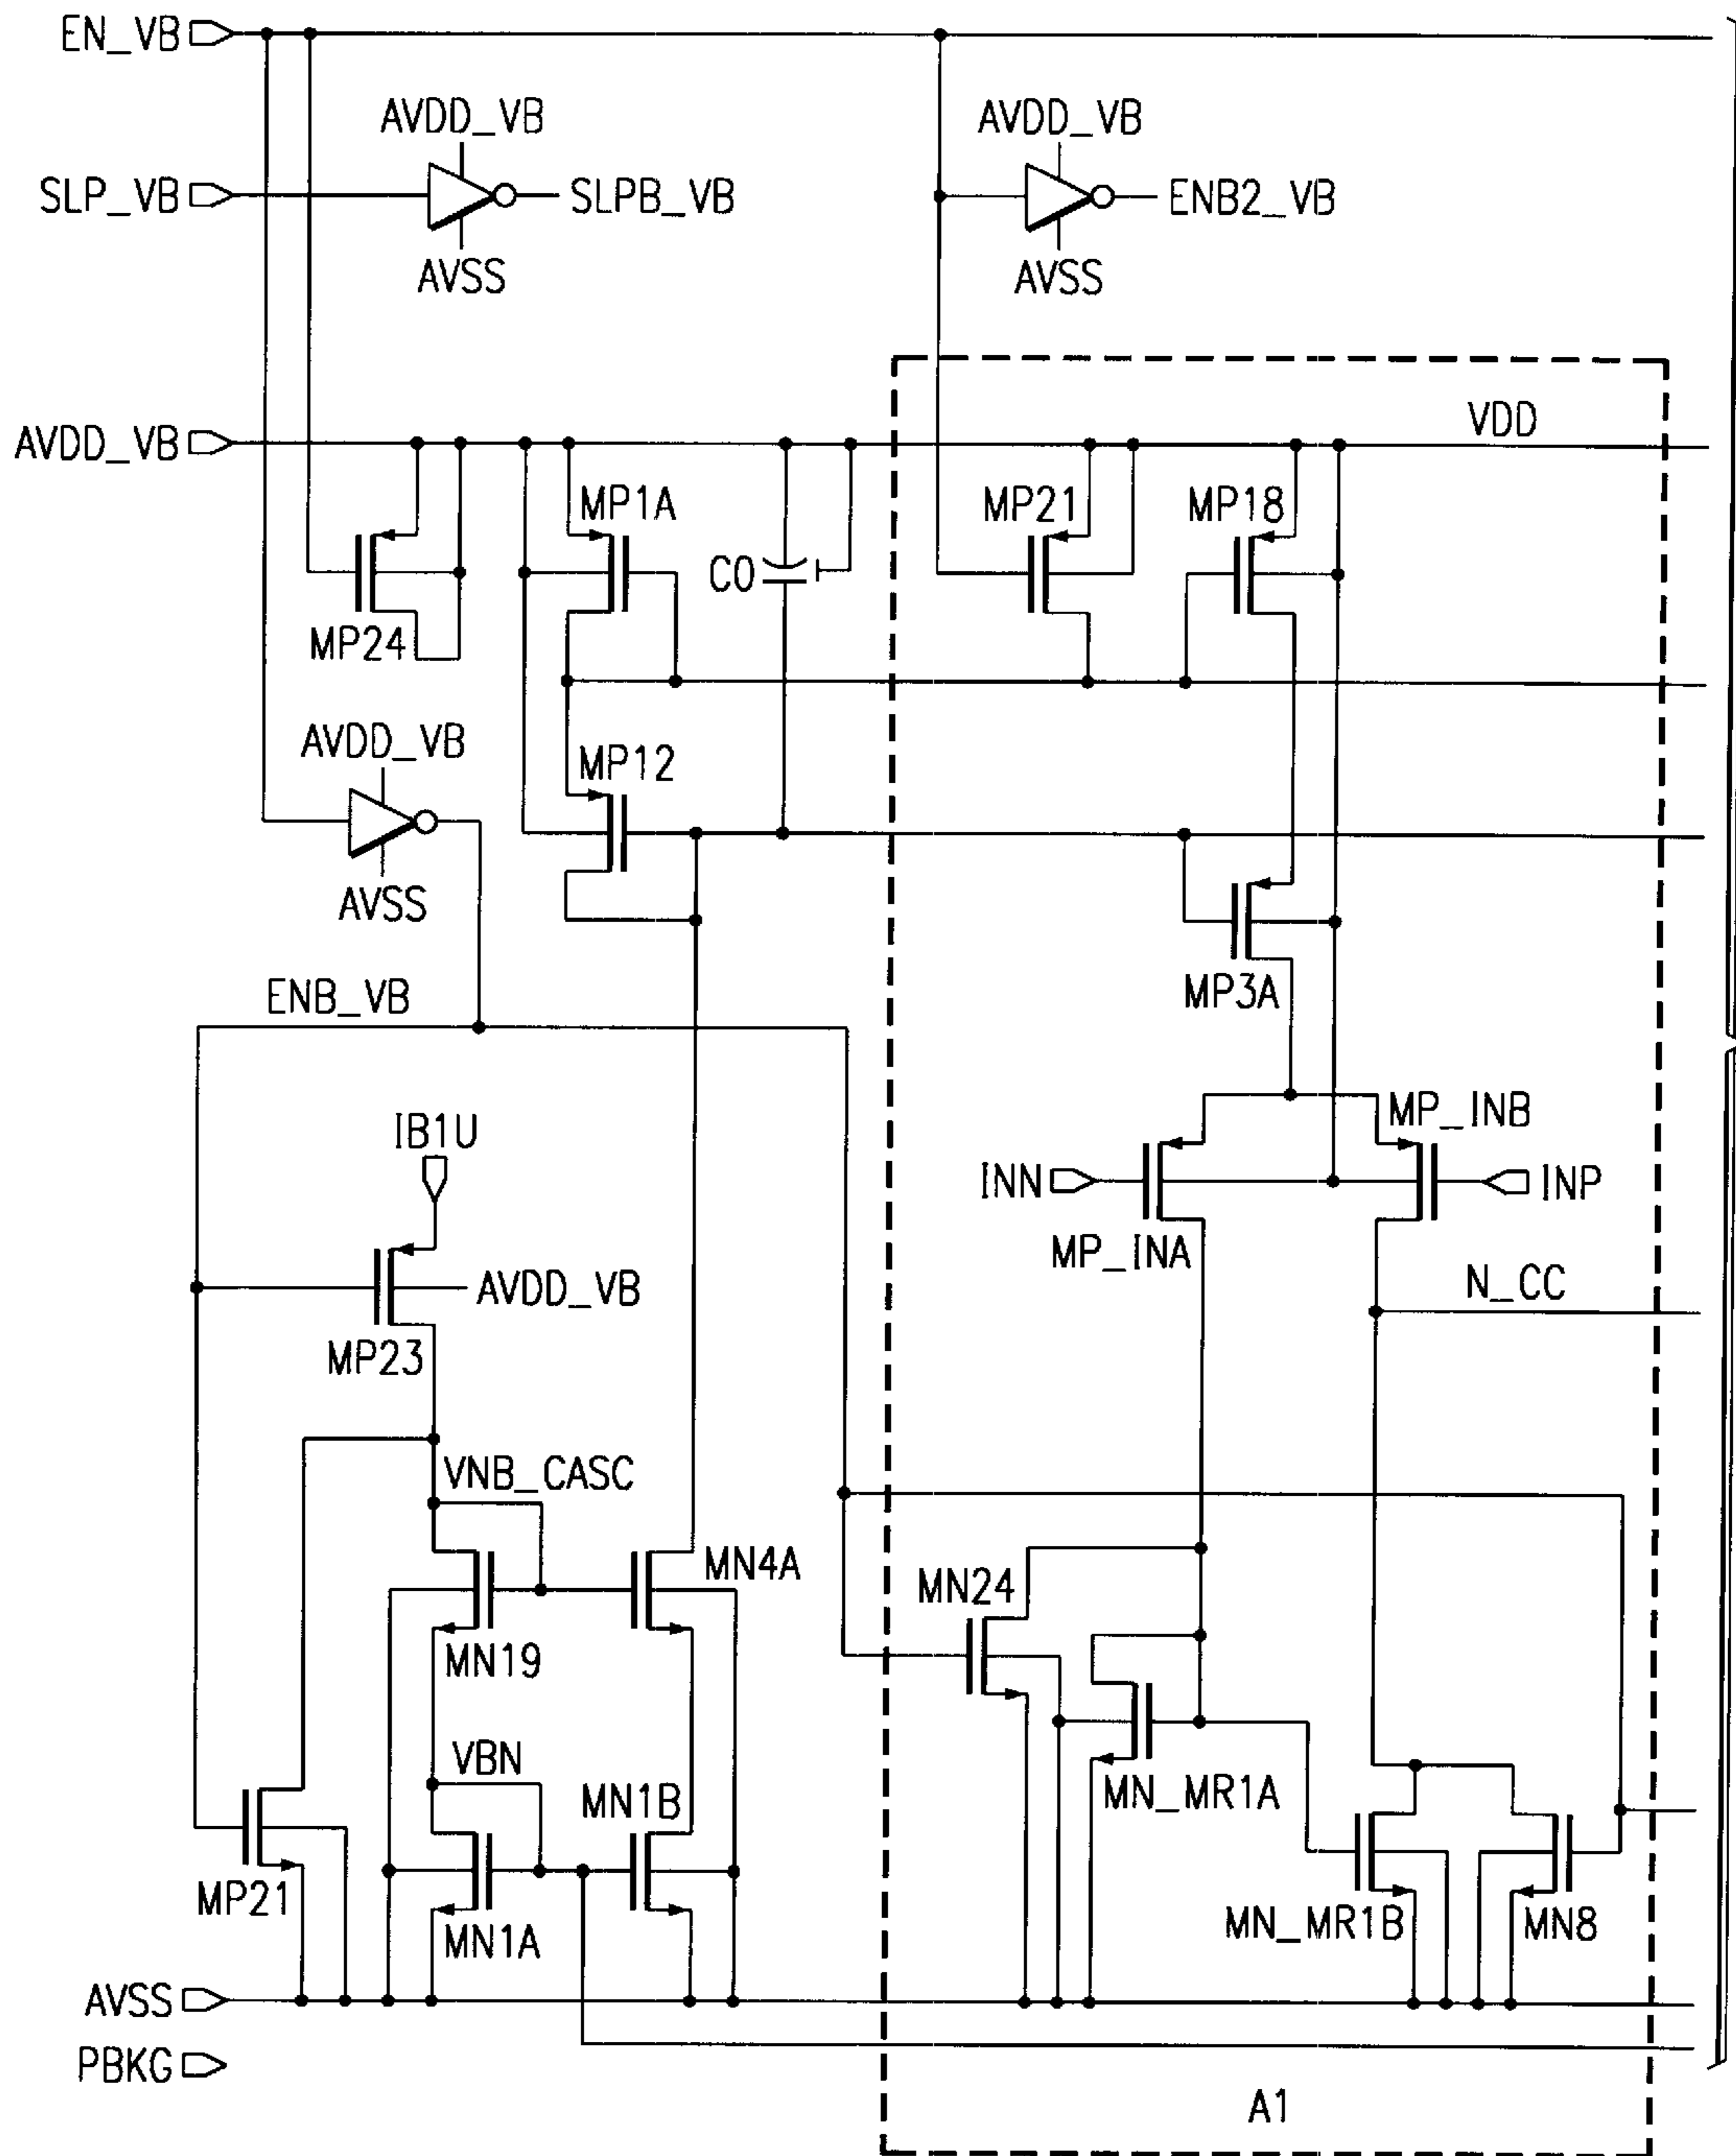 EN_VB
AVDD_VB
AVDD_VB
SLP_VB
SLPB_VB
ENB2_VB
AVSS
AVSS
AVDD_VB
VDD
MP1A
MP21
MP18
C0
MP24
AVDD_VB
MP12
AVSS
ENB_VB
MP3A
IB1U
MP_INB
INN
INP
MP_INA
AVDD_VB
N_CC
MP23
VNB_CASC
MN4A
MN24
MN19
VBN
MN1B
MN_MR1A
MP21
MN1A
MN_MR1B
MN8
AVSS
PBKG
A1